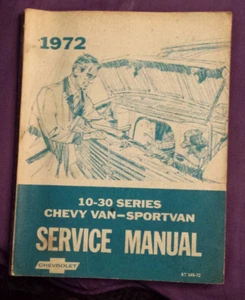 1972
10-30 SERIES
CHEVY VAN-SPORTVAN
SERVICE MANUAL
CHEVROLET